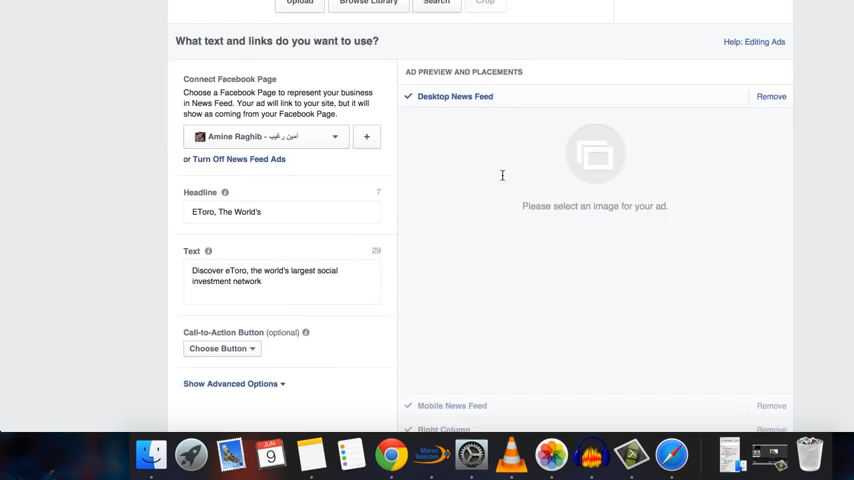 Upload Browse Library Search Crop
What text and links do you want to use?
Help: Editing Ads
Connect Facebook Page
Choose a Facebook Page to represent your business
in News Feed. Your ad will link to your site, but it will
show as coming from your Facebook Page.
Amine Raghib - امين رغيب
+
or Turn Off News Feed Ads
Headline 7
EToro, The World's
Text 29
Discover eToro, the world's largest social
investment network
Call-to-Action Button (optional)
Choose Button
Show Advanced Options
AD PREVIEW AND PLACEMENTS
Desktop News Feed Remove
Please select an image for your ad.
Mobile News Feed Remove
Right Column Remove
JUN
9
Maroc
Telecom